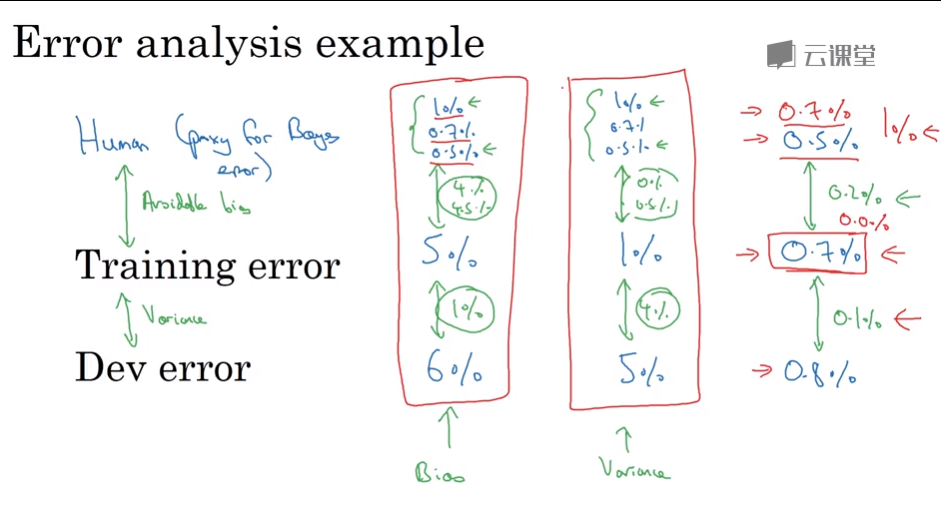 Error analysis example
云课堂
Human (proxy for Bayes error)
1% 0.7% 0.5%
1% 0.7% 0.5%
0.7% 0.5% 1%
Avoidable bias
4% 4.5%
0% 0.5%
0.2% 0.0%
Training error
5%
1%
0.7%
Variance
1%
4%
0.1%
Dev error
6%
5%
0.8%
Bias
Variance